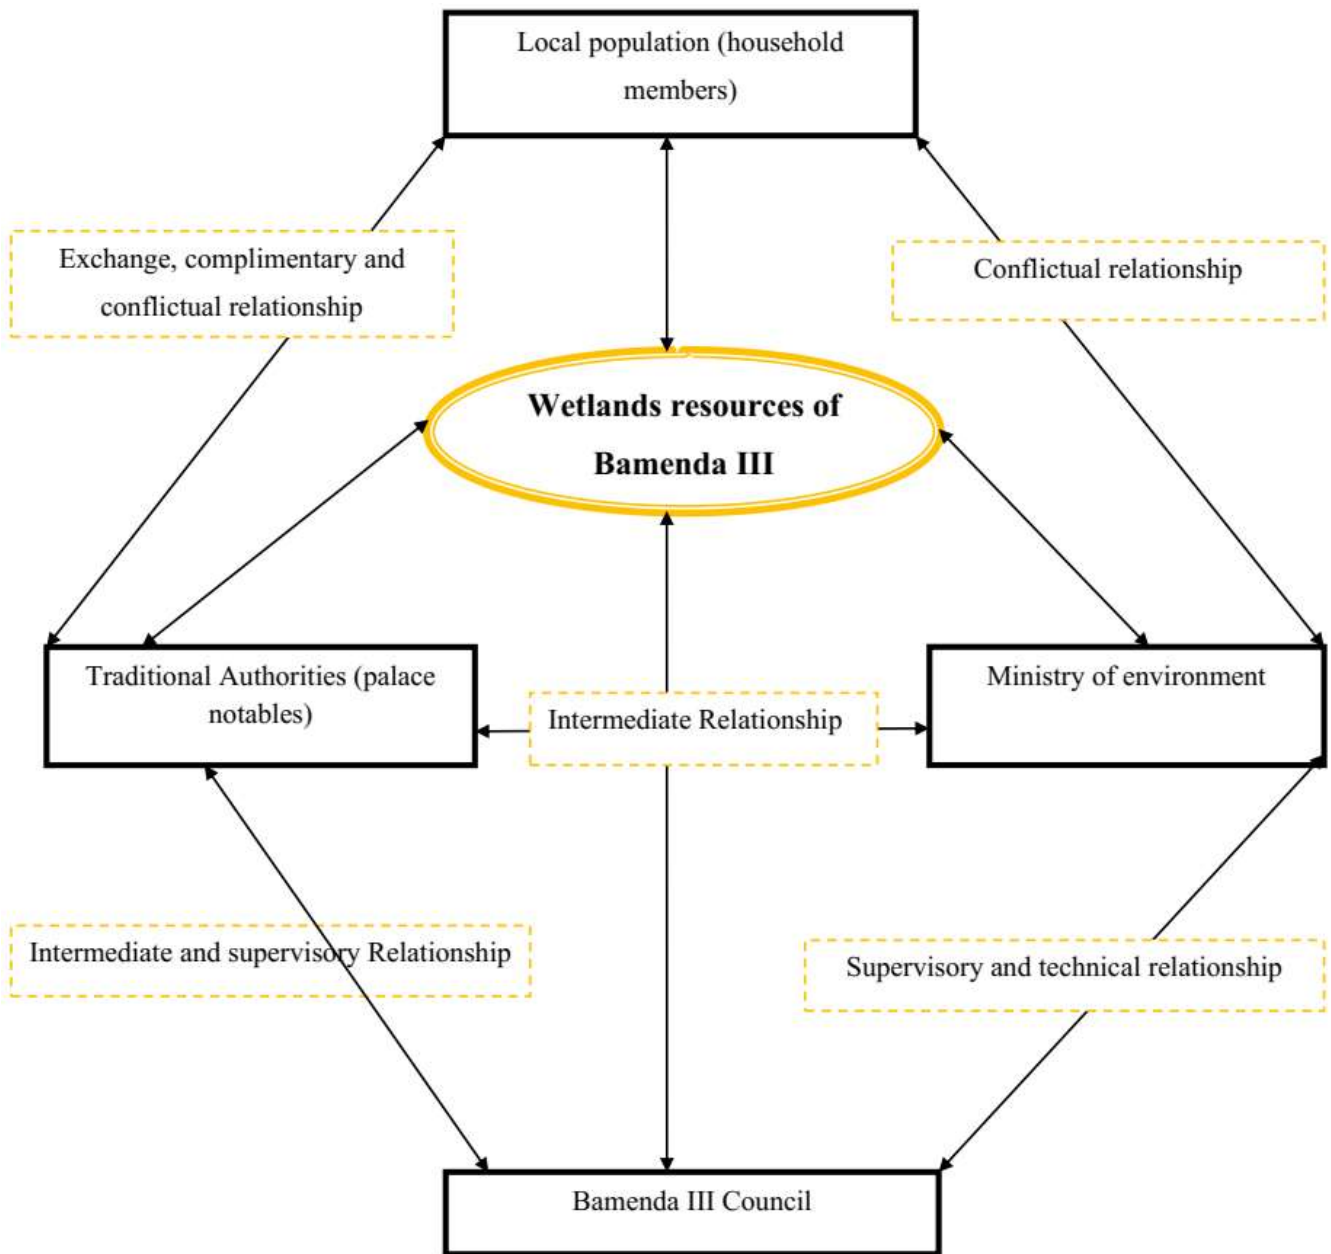 Local population (household
members)
Exchange, complimentary and
conflictual relationship
Conflictual relationship
Wetlands resources of
Bamenda III
Traditional Authorities (palace
notables)
Intermediate Relationship
Ministry of environment
Intermediate and supervisory Relationship
Supervisory and technical relationship
Bamenda III Council